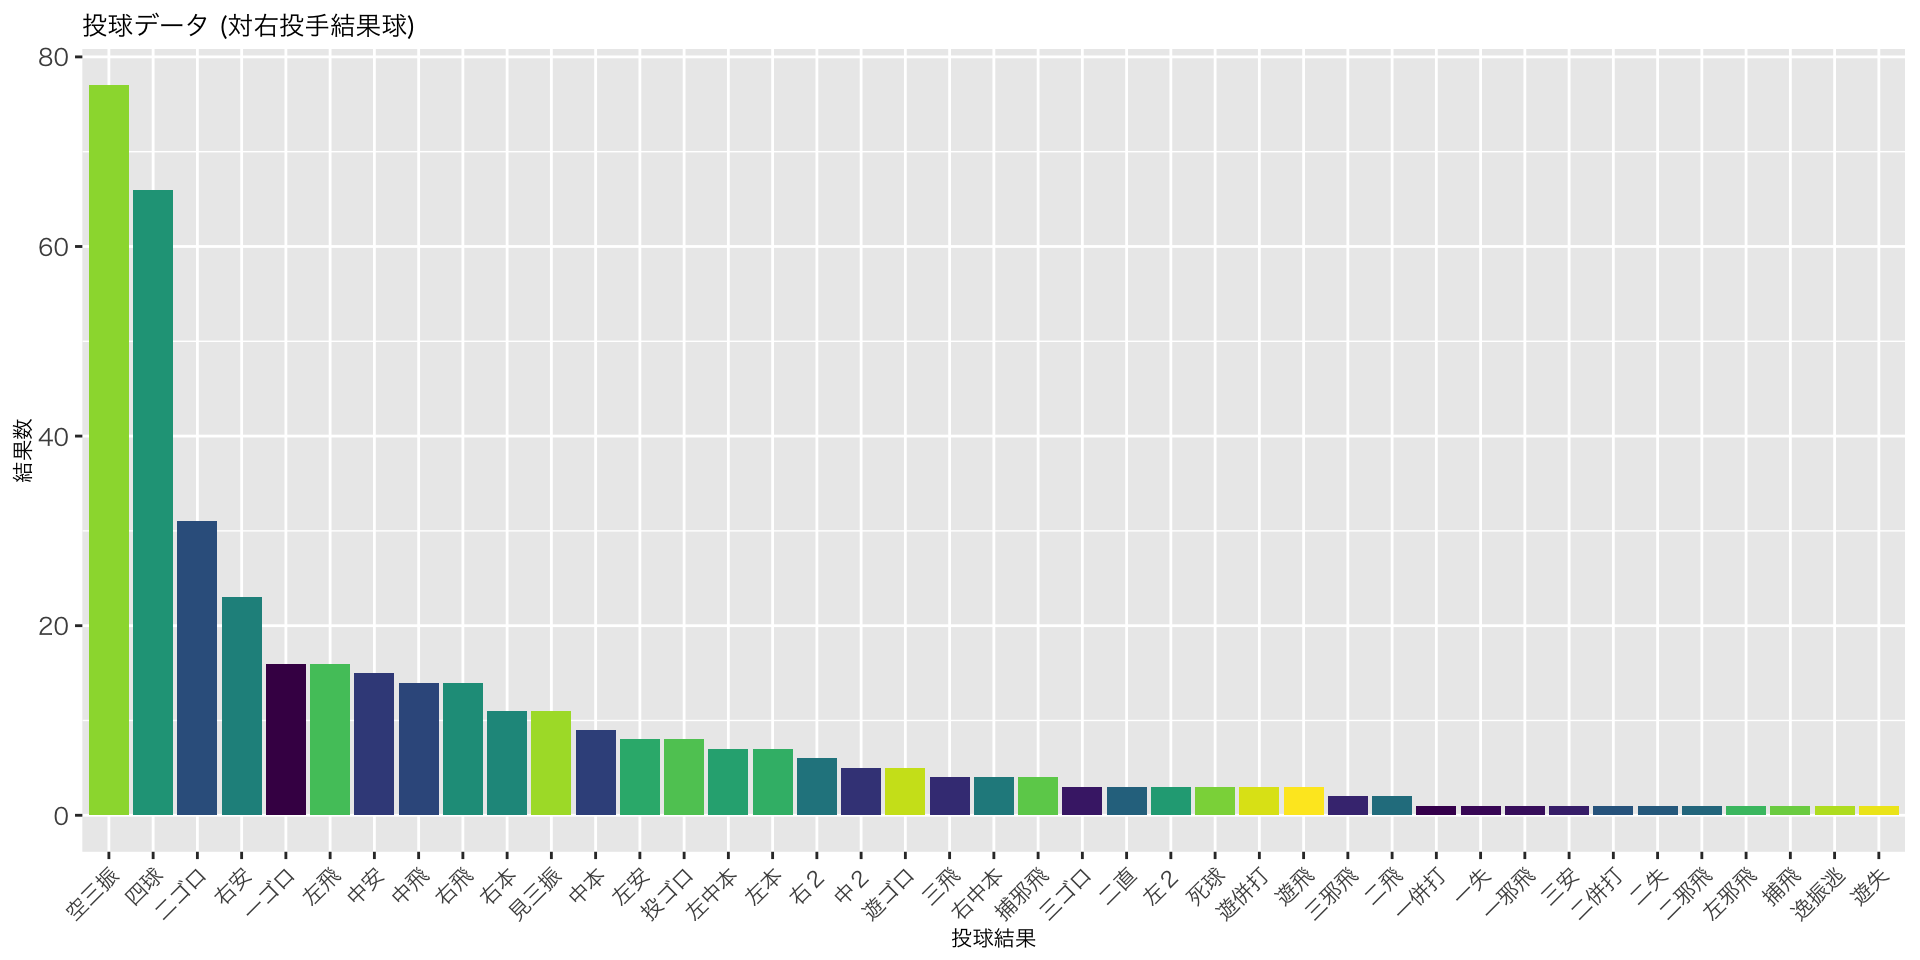 投球データ (対右投手結果球)
結果数
80
60
40
20
0
空三振
四球
二ゴロ
右安
一ゴロ
左飛
中安
中飛
右飛
右本
見三振
中本
左安
投ゴロ
左中本
左本
右２
中２
遊ゴロ
三飛
右中本
捕邪飛
三ゴロ
二直
左２
死球
遊併打
遊飛
三邪飛
二飛
一併打
一失
一邪飛
三安
二併打
二失
二邪飛
左邪飛
捕飛
逸振逃
遊失
投球結果